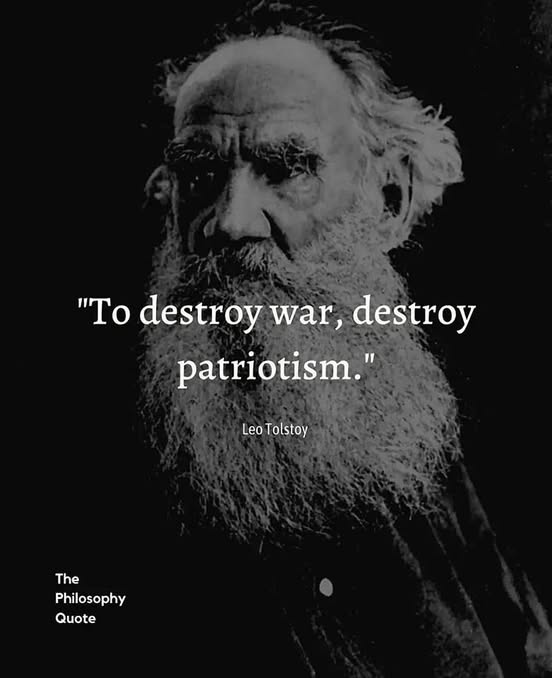 "To destroy war, destroy
patriotism."
Leo Tolstoy
The
Philosophy
Quote